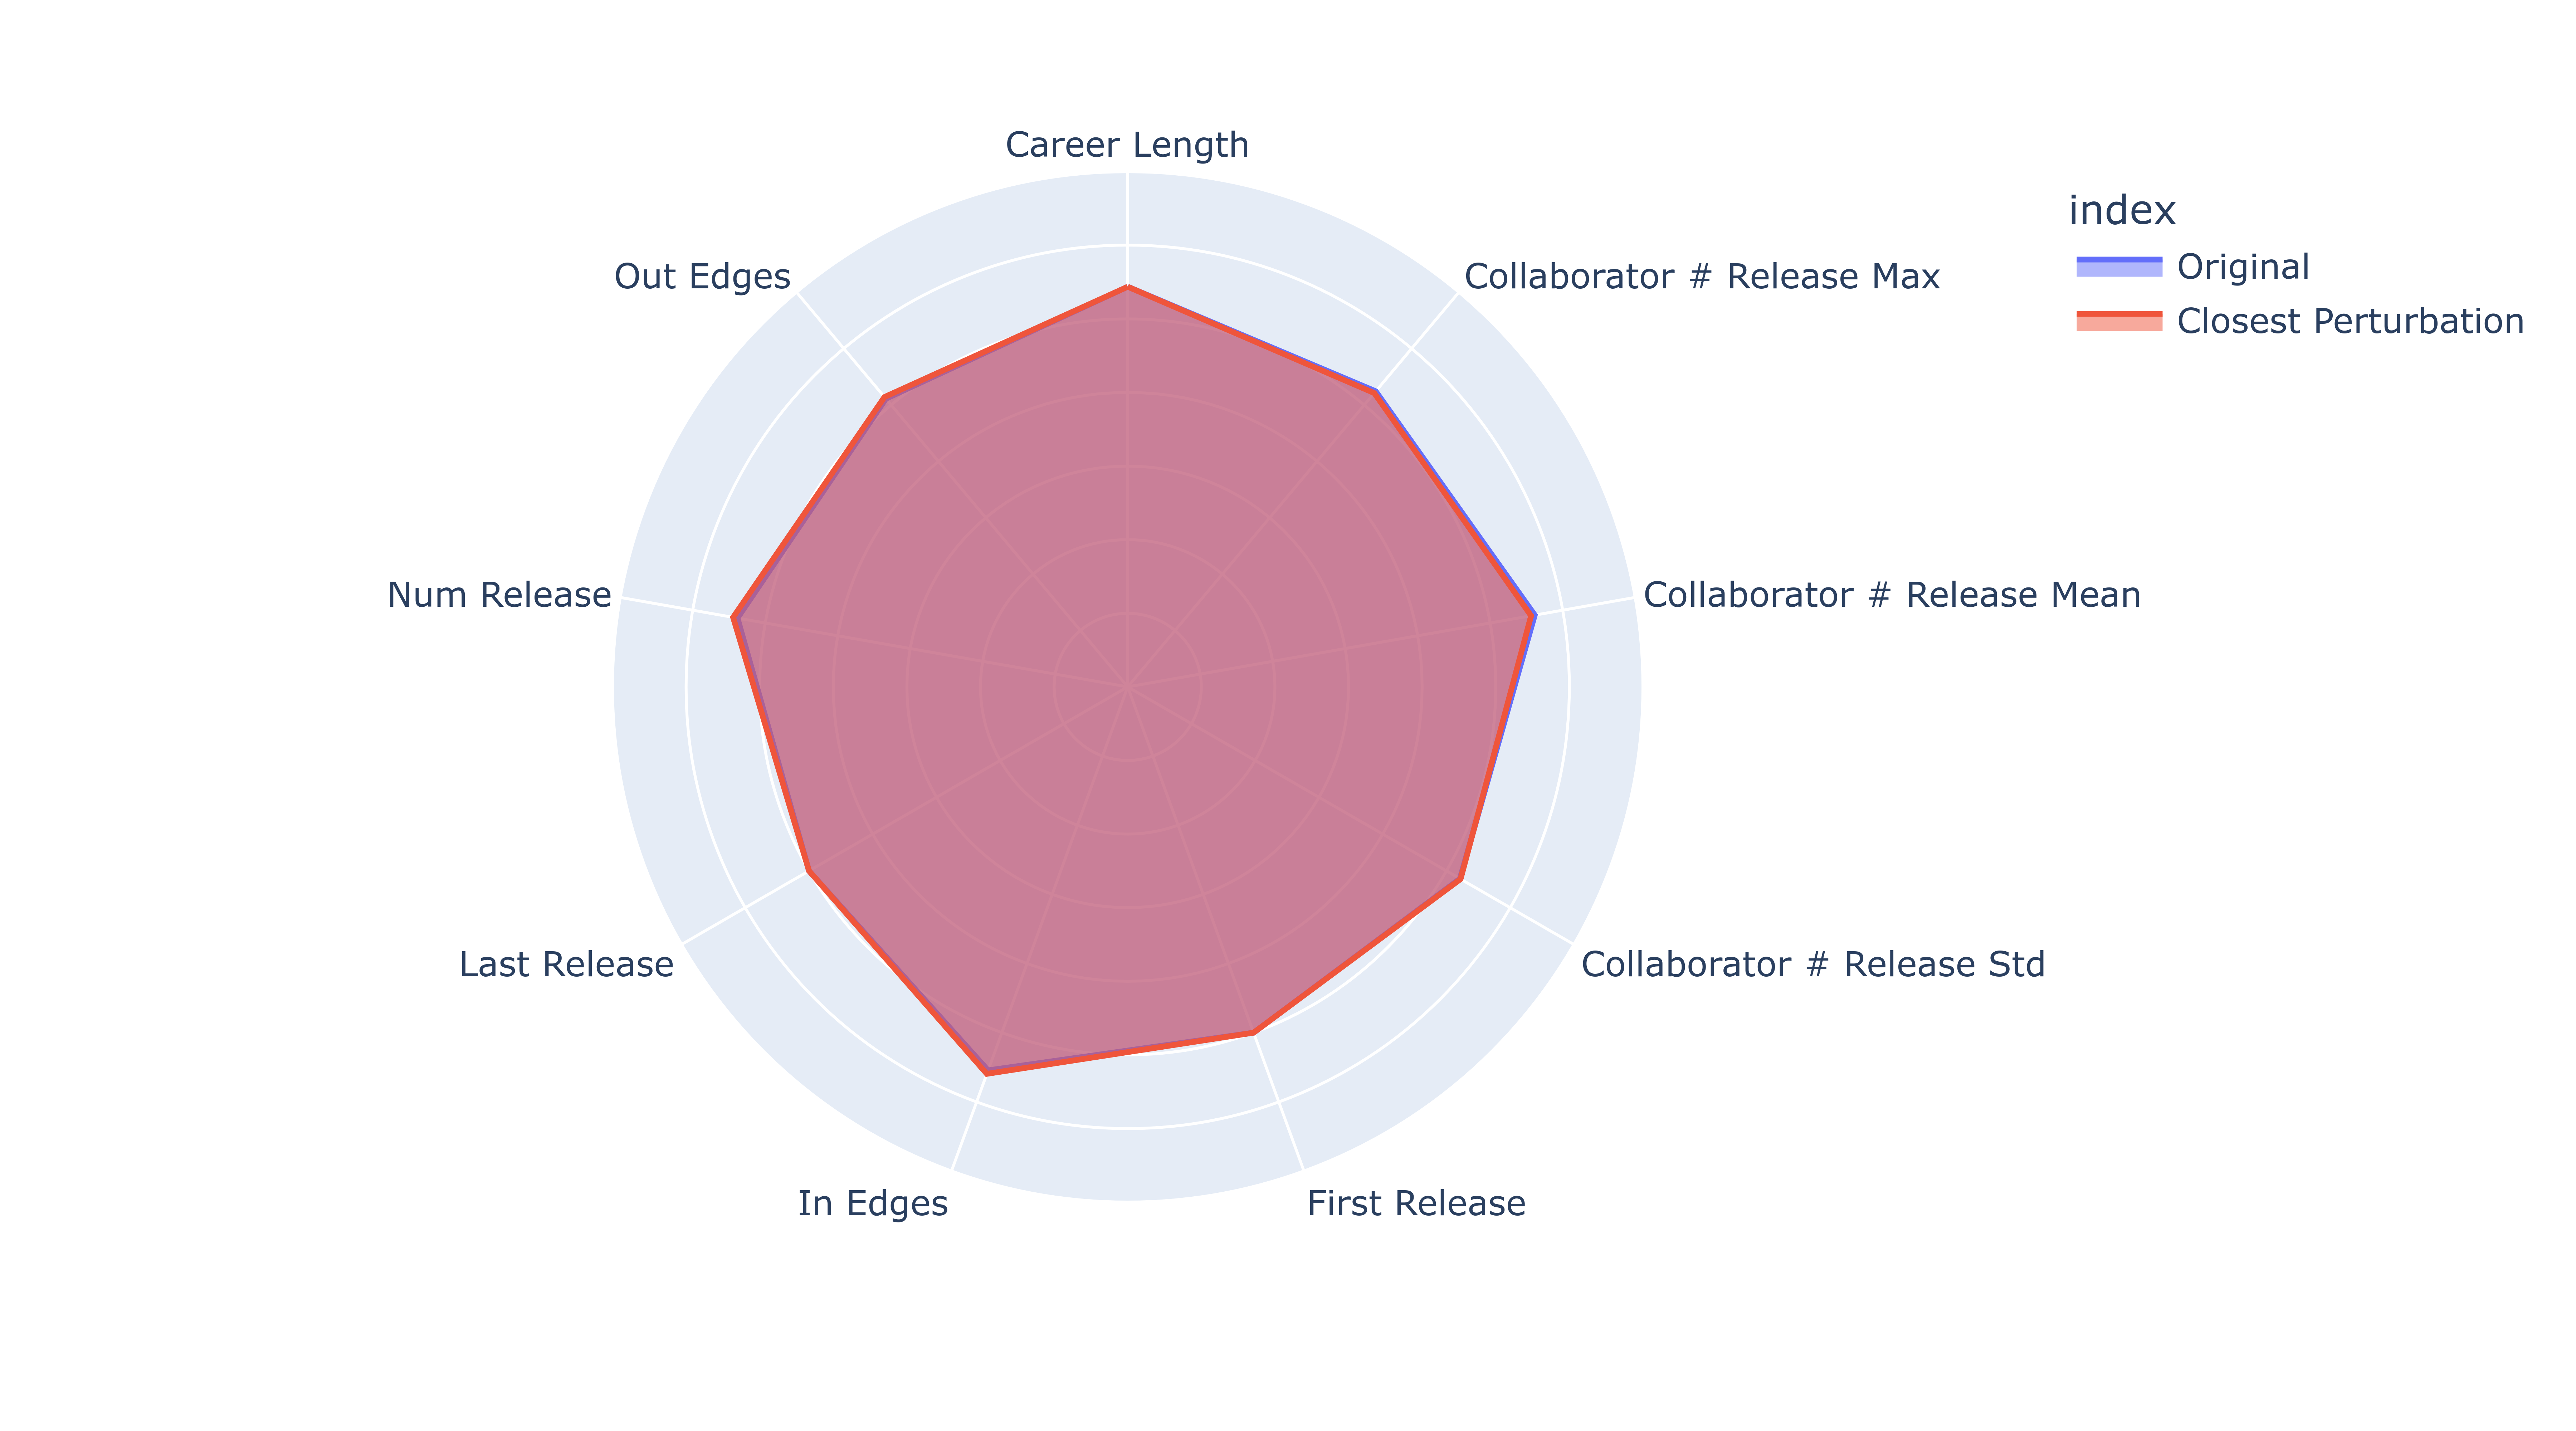 Career Length
Collaborator # Release Max
Collaborator # Release Mean
Collaborator # Release Std
First Release
In Edges
Last Release
Num Release
Out Edges
index
Original
Closest Perturbation